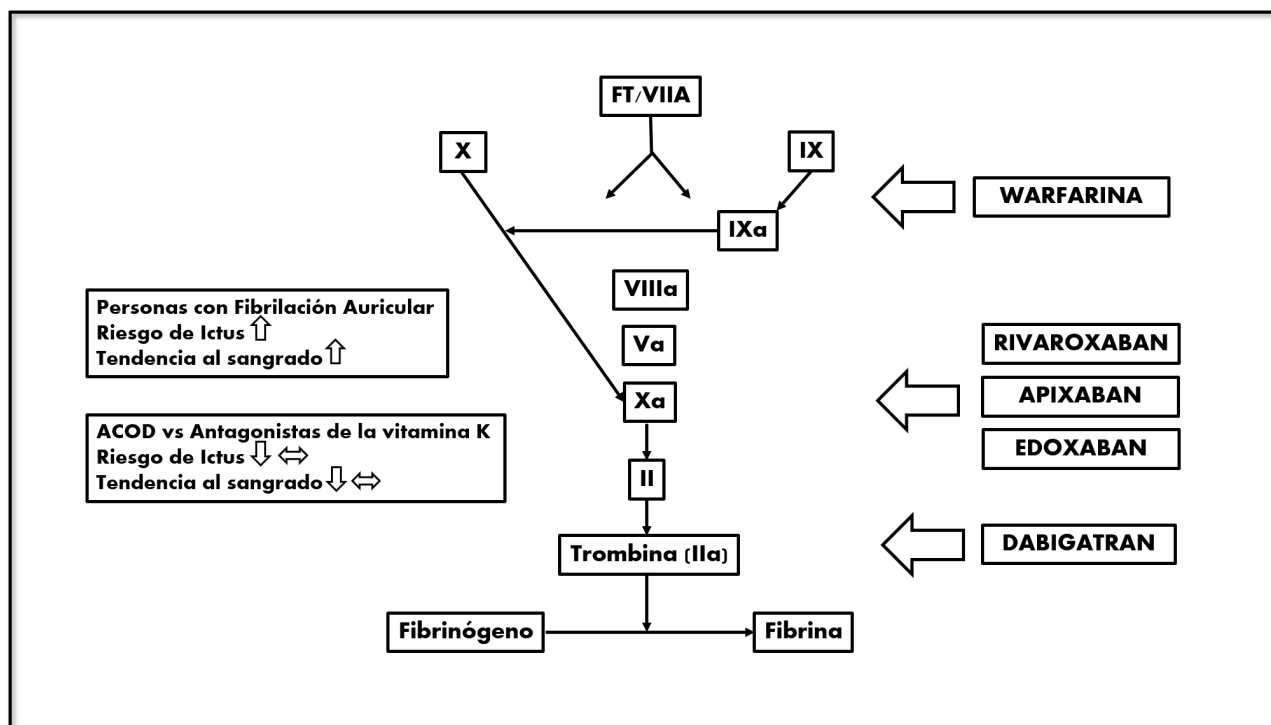 FT/VIIA
X
IX
WARFARINA
IXa
VIIIa
Personas con Fibrilación Auricular
Riesgo de Ictus ⇧
Tendencia al sangrado ⇧
Va
RIVAROXABAN
Xa
APIXABAN
ACOD vs Antagonistas de la vitamina K
Riesgo de Ictus ⇩ ⇔
Tendencia al sangrado ⇩ ⇔
EDOXABAN
II
Trombina (IIa)
DABIGATRAN
Fibrinógeno
Fibrina